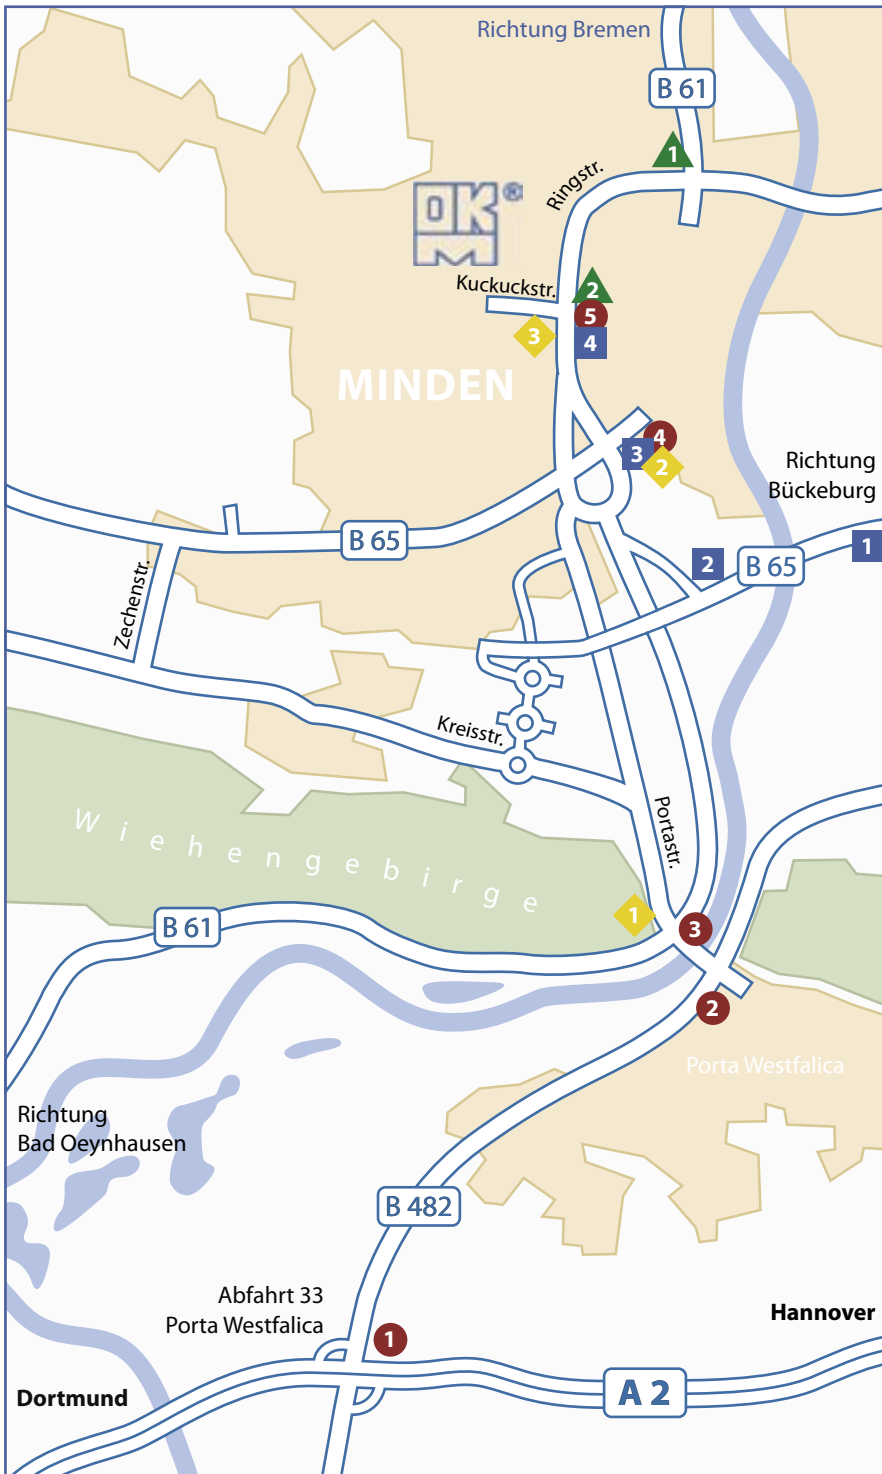 Richtung Bremen
B 61
1
Ringstr.
OKM®
Kuckuckstr.
2
5
3
4
MINDEN
4
3
2
Richtung
Bückeburg
B 65
1
2
B 65
Zechenstr.
Kreisstr.
Portastr.
Wiehengebirge
1
B 61
3
2
Porta Westfalica
Richtung
Bad Oeynhausen
B 482
Abfahrt 33
Porta Westfalica
Hannover
1
A 2
Dortmund